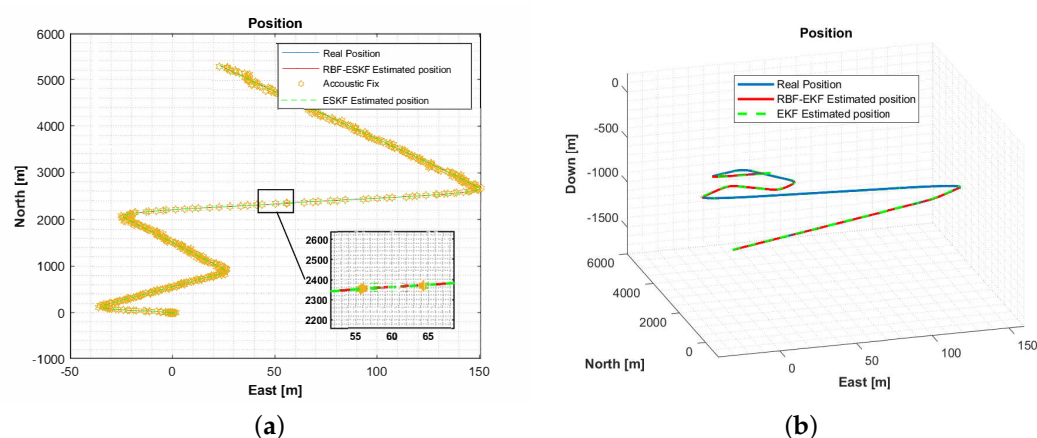 Position
6000
5000
4000
3000
2000
1000
0
-1000
-50
0
50
100
150
North [m]
East [m]
Real Position
RBF-ESKF Estimated position
Accoustic Fix
ESKF Estimated position
2600
2500
2400
2300
2200
55
60
65
(a)
Position
0
-500
-1000
-1500
Down [m]
Real Position
RBF-EKF Estimated position
EKF Estimated position
6000
4000
2000
0
North [m]
0
50
100
150
East [m]
(b)